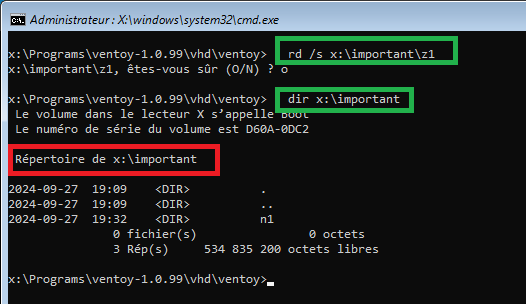 Administrateur : X:\windows\system32\cmd.exe
x:\Programs\ventoy-1.0.99\vhd\ventoy> rd /s x:\important\z1
x:\important\z1, êtes-vous sûr (O/N) ? o
x:\Programs\ventoy-1.0.99\vhd\ventoy> dir x:\important
Le volume dans le lecteur X s’appelle Boot
Le numéro de série du volume est D60A-0DC2
Répertoire de x:\important
2024-09-27 19:09 <DIR> .
2024-09-27 19:09 <DIR> ..
2024-09-27 19:32 <DIR> n1
0 fichier(s) 0 octets
3 Rép(s) 534 835 200 octets libres
x:\Programs\ventoy-1.0.99\vhd\ventoy>